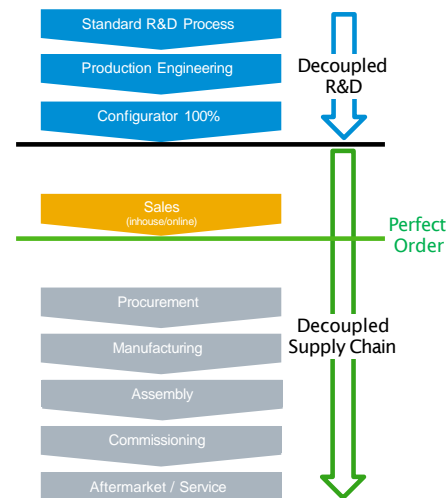 Standard R&D Process
Production Engineering
Decoupled
R&D
Configurator 100%
Sales
(inhouse/online)
Perfect
Order
Procurement
Decoupled
Supply Chain
Manufacturing
Assembly
Commissioning
Aftermarket / Service